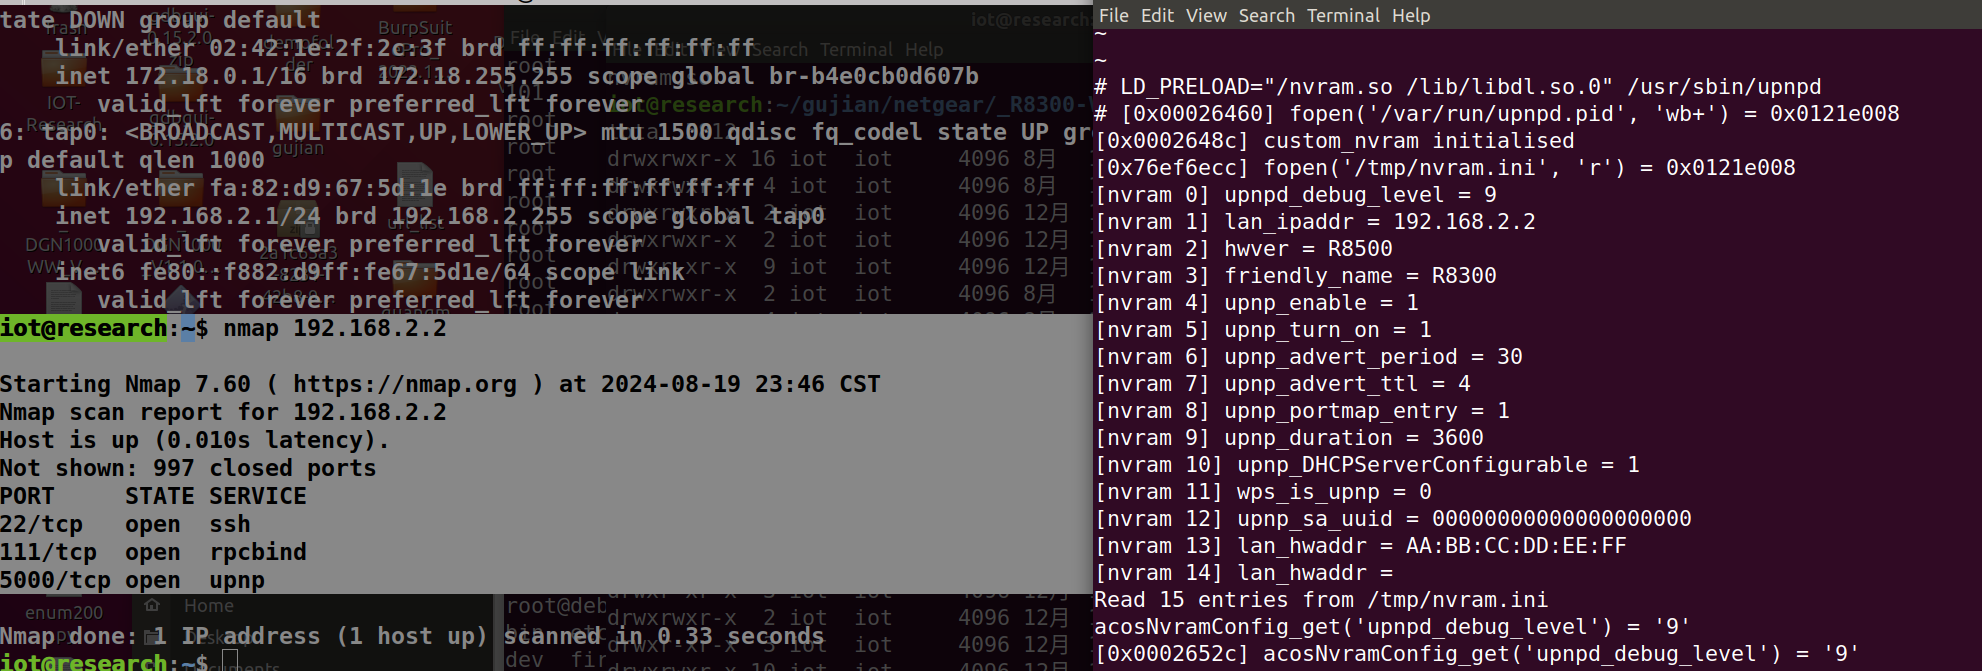 tate DOWN group default
link/ether 02:42:1e:2f:2c:3f brd ff:ff:ff:ff:ff:ff
inet 172.18.0.1/16 brd 172.18.255.255 scope global br-b4e0cb0d607b
valid_lft forever preferred_lft forever
6: tap0: <BROADCAST,MULTICAST,UP,LOWER_UP> mtu 1500 qdisc fq_codel state UP gro
p default qlen 1000
link/ether fa:82:d9:67:5d:1e brd ff:ff:ff:ff:ff:ff
inet 192.168.2.1/24 brd 192.168.2.255 scope global tap0
valid_lft forever preferred_lft forever
inet6 fe80::f882:d9ff:fe67:5d1e/64 scope link
valid_lft forever preferred_lft forever
iot@research:~$ nmap 192.168.2.2
Starting Nmap 7.60 ( https://nmap.org ) at 2024-08-19 23:46 CST
Nmap scan report for 192.168.2.2
Host is up (0.010s latency).
Not shown: 997 closed ports
PORT STATE SERVICE
22/tcp open ssh
111/tcp open rpcbind
5000/tcp open upnp
Nmap done: 1 IP address (1 host up) scanned in 0.33 seconds
iot@research:~$
File Edit View Search Terminal Help
~
~
# LD_PRELOAD="/nvram.so /lib/libdl.so.0" /usr/sbin/upnpd
# [0x00026460] fopen('/var/run/upnpd.pid', 'wb+') = 0x0121e008
[0x0002648c] custom_nvram initialised
[0x76ef6ecc] fopen('/tmp/nvram.ini', 'r') = 0x0121e008
[nvram 0] upnpd_debug_level = 9
[nvram 1] lan_ipaddr = 192.168.2.2
[nvram 2] hwver = R8500
[nvram 3] friendly_name = R8300
[nvram 4] upnp_enable = 1
[nvram 5] upnp_turn_on = 1
[nvram 6] upnp_advert_period = 30
[nvram 7] upnp_advert_ttl = 4
[nvram 8] upnp_portmap_entry = 1
[nvram 9] upnp_duration = 3600
[nvram 10] upnp_DHCPServerConfigurable = 1
[nvram 11] wps_is_upnp = 0
[nvram 12] upnp_sa_uuid = 00000000000000000000
[nvram 13] lan_hwaddr = AA:BB:CC:DD:EE:FF
[nvram 14] lan_hwaddr =
Read 15 entries from /tmp/nvram.ini
acosNvramConfig_get('upnpd_debug_level') = '9'
[0x0002652c] acosNvramConfig_get('upnpd_debug_level') = '9'